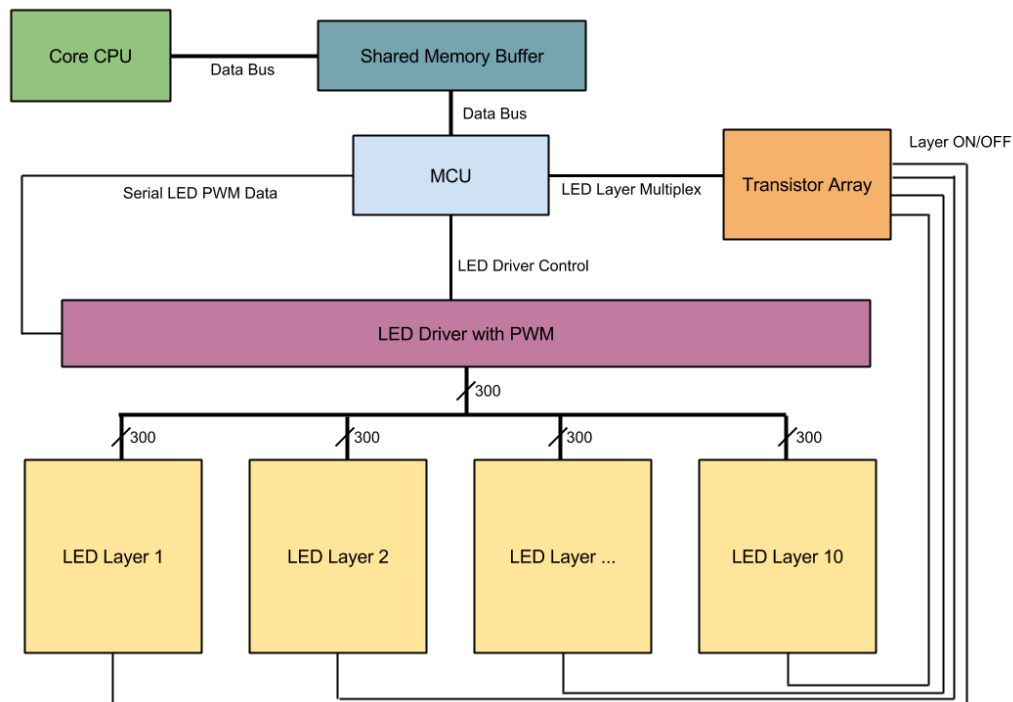 Core CPU
Data Bus
Shared Memory Buffer
Data Bus
Layer ON/OFF
MCU
Serial LED PWM Data
LED Layer Multiplex
Transistor Array
LED Driver Control
LED Driver with PWM
300
300
300
300
300
LED Layer 1
LED Layer 2
LED Layer ...
LED Layer 10